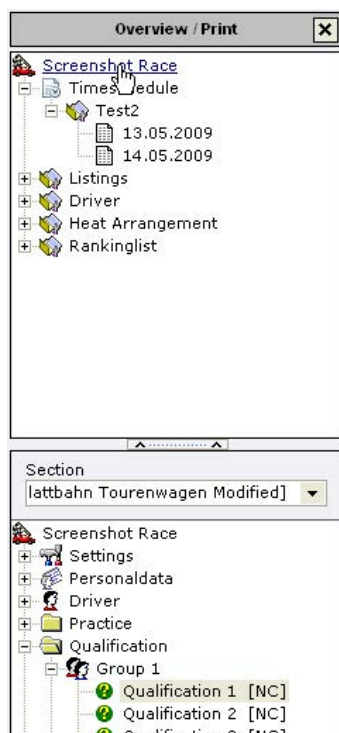 Overview / Print
Screenshot Race
Test2
13.05.2009
14.05.2009
Listings
Driver
Heat Arrangement
Rankinglist
Section
lattbahn Tourenwagen Modified]
Screenshot Race
Settings
Personaldata
Driver
Practice
Qualification
Group 1
Qualification 1 [NC]
Qualification 2 [NC]